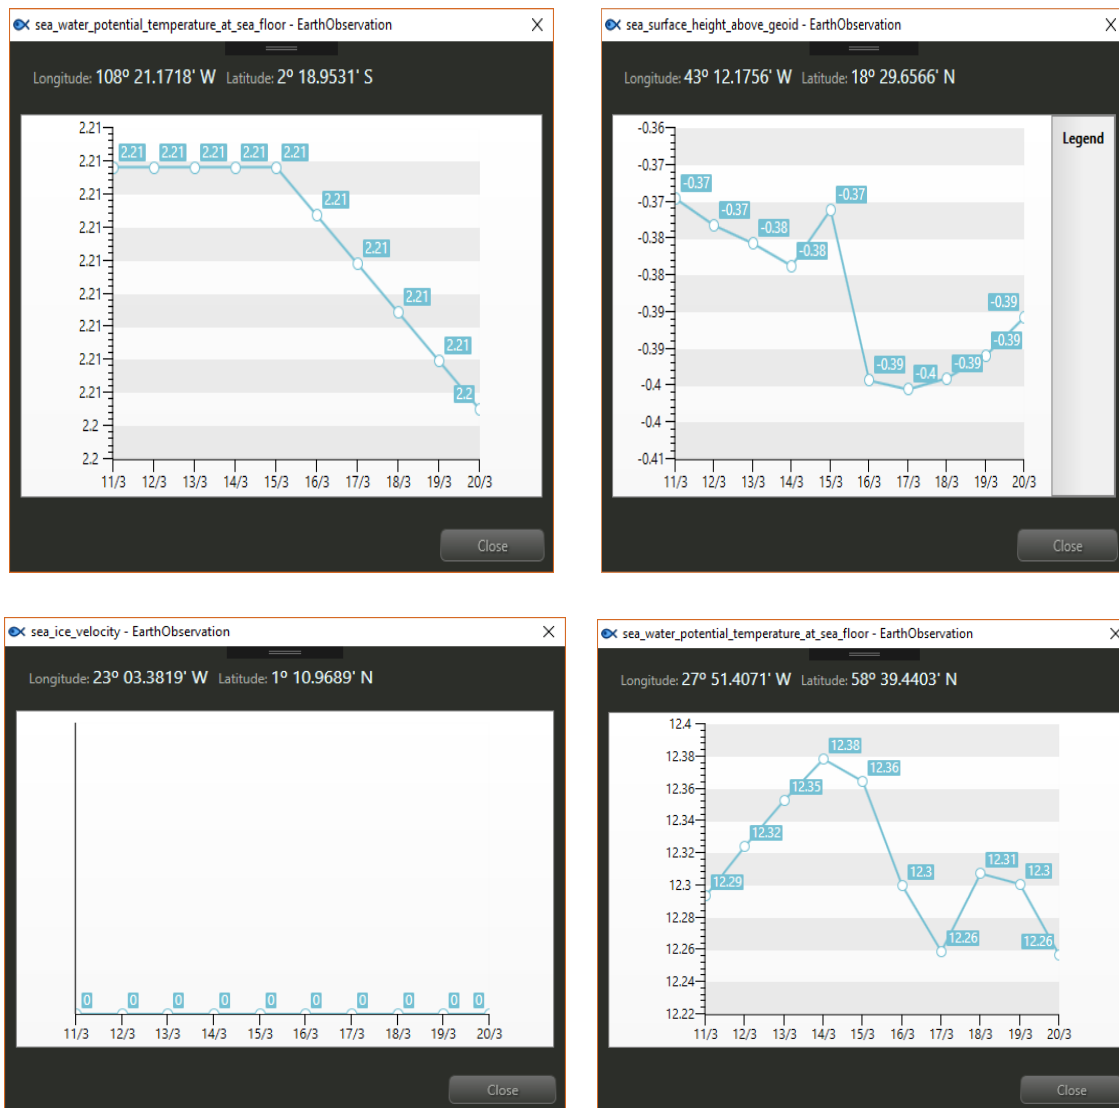 sea_water_potential_temperature_at_sea_floor - EarthObservation
Longitude: 108º 21.1718' W Latitude: 2º 18.9531' S
2.21
2.21
2.21
2.21
2.21
2.21
2.21
2.21
2.21
2.2
2.2
2.21 2.21 2.21 2.21 2.21
2.21
2.21
2.21
2.21
2.2
11/3 12/3 13/3 14/3 15/3 16/3 17/3 18/3 19/3 20/3
Close
sea_surface_height_above_geoid - EarthObservation
Longitude: 43º 12.1756' W Latitude: 18º 29.6566' N
-0.36
-0.37
-0.37
-0.38
-0.38
-0.39
-0.39
-0.4
-0.4
-0.41
-0.37
-0.37
-0.38
-0.38
-0.37
-0.39
-0.4
-0.39
-0.39
-0.39
11/3 12/3 13/3 14/3 15/3 16/3 17/3 18/3 19/3 20/3
Legend
Close
sea_ice_velocity - EarthObservation
Longitude: 23º 03.3819' W Latitude: 1º 10.9689' N
0 0 0 0 0 0 0 0 0 0
11/3 12/3 13/3 14/3 15/3 16/3 17/3 18/3 19/3 20/3
Close
sea_water_potential_temperature_at_sea_floor - EarthObservation
Longitude: 27º 51.4071' W Latitude: 58º 39.4403' N
12.4
12.38
12.36
12.34
12.32
12.3
12.28
12.26
12.24
12.22
12.29
12.32
12.35
12.38
12.36
12.3
12.26
12.31
12.3
12.26
11/3 12/3 13/3 14/3 15/3 16/3 17/3 18/3 19/3 20/3
Close